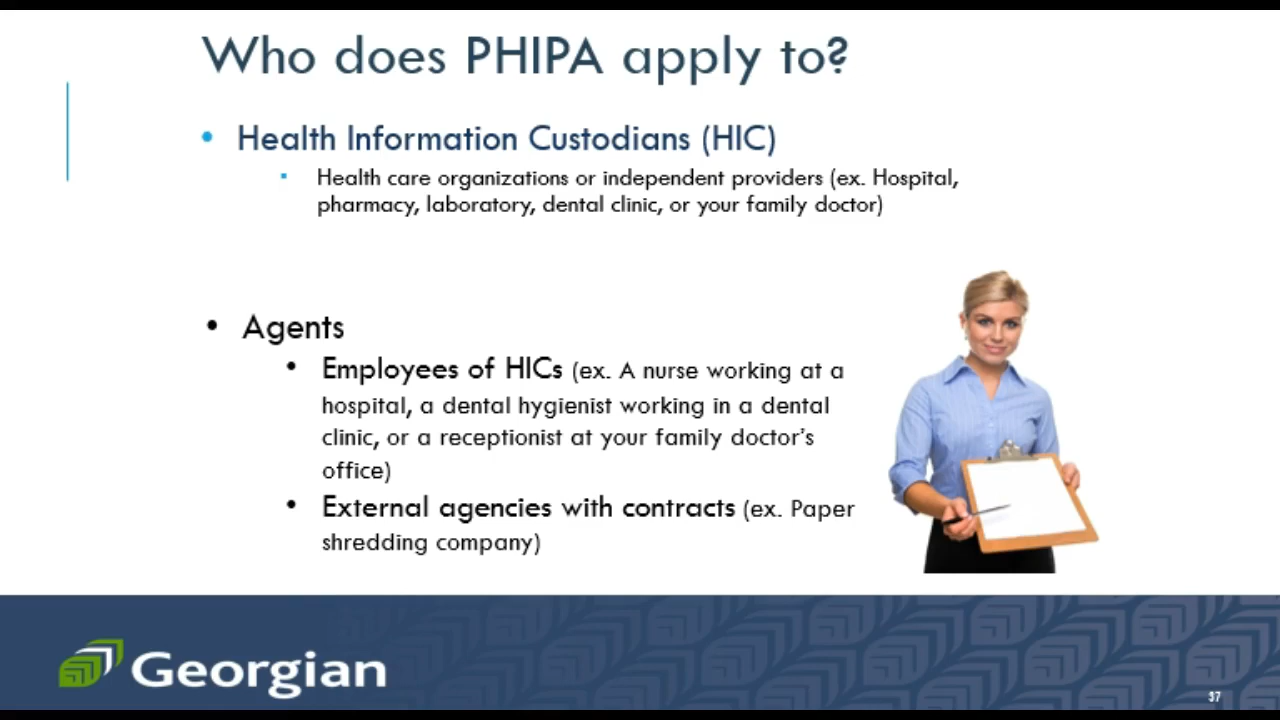 Who does PHIPA apply to?
• Health Information Custodians (HIC)
▪ Health care organizations or independent providers (ex. Hospital,
pharmacy, laboratory, dental clinic, or your family doctor)
• Agents
• Employees of HICs (ex. A nurse working at a
hospital, a dental hygienist working in a dental
clinic, or a receptionist at your family doctor’s
office)
• External agencies with contracts (ex. Paper
shredding company)
Georgian
37